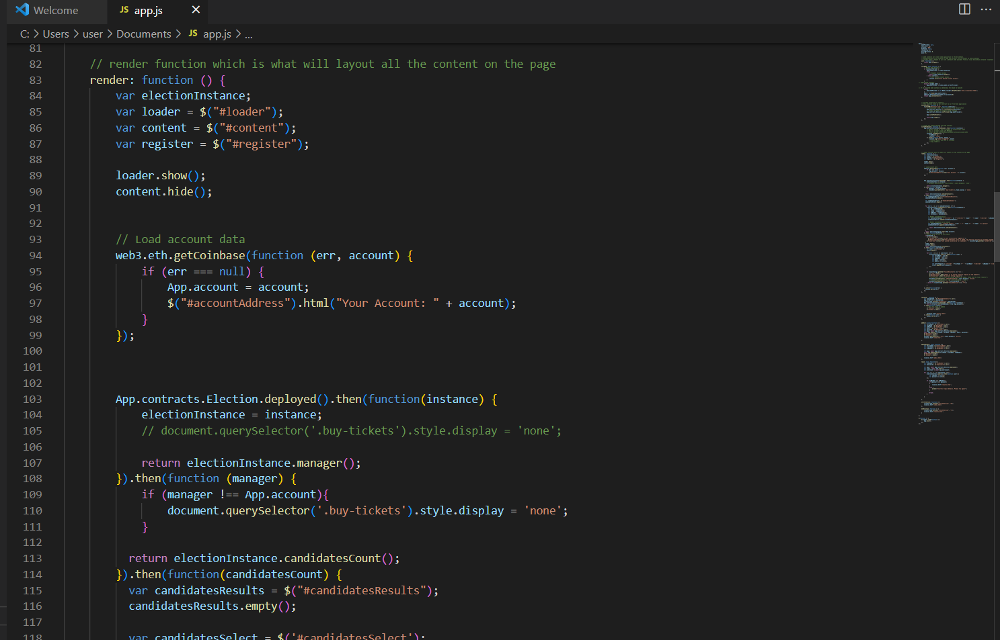 Welcome
JS app.js
C: > Users > user > Documents > JS app.js > ...
81
82 // render function which is what will layout all the content on the page
83 render: function () {
84 var electionInstance;
85 var loader = $("#loader");
86 var content = $("#content");
87 var register = $("#register");
88
89 loader.show();
90 content.hide();
91
92
93 // Load account data
94 web3.eth.getCoinbase(function (err, account) {
95 if (err === null) {
96 App.account = account;
97 $("#accountAddress").html("Your Account: " + account);
98 }
99 });
100
101
102
103 App.contracts.Election.deployed().then(function(instance) {
104 electionInstance = instance;
105 // document.querySelector('.buy-tickets').style.display = 'none';
106
107 return electionInstance.manager();
108 }).then(function (manager) {
109 if (manager !== App.account){
110 document.querySelector('.buy-tickets').style.display = 'none';
111 }
112
113 return electionInstance.candidatesCount();
114 }).then(function(candidatesCount) {
115 var candidatesResults = $("#candidatesResults");
116 candidatesResults.empty();
117
118 var candidatesSelect = $('#candidatesSelect');